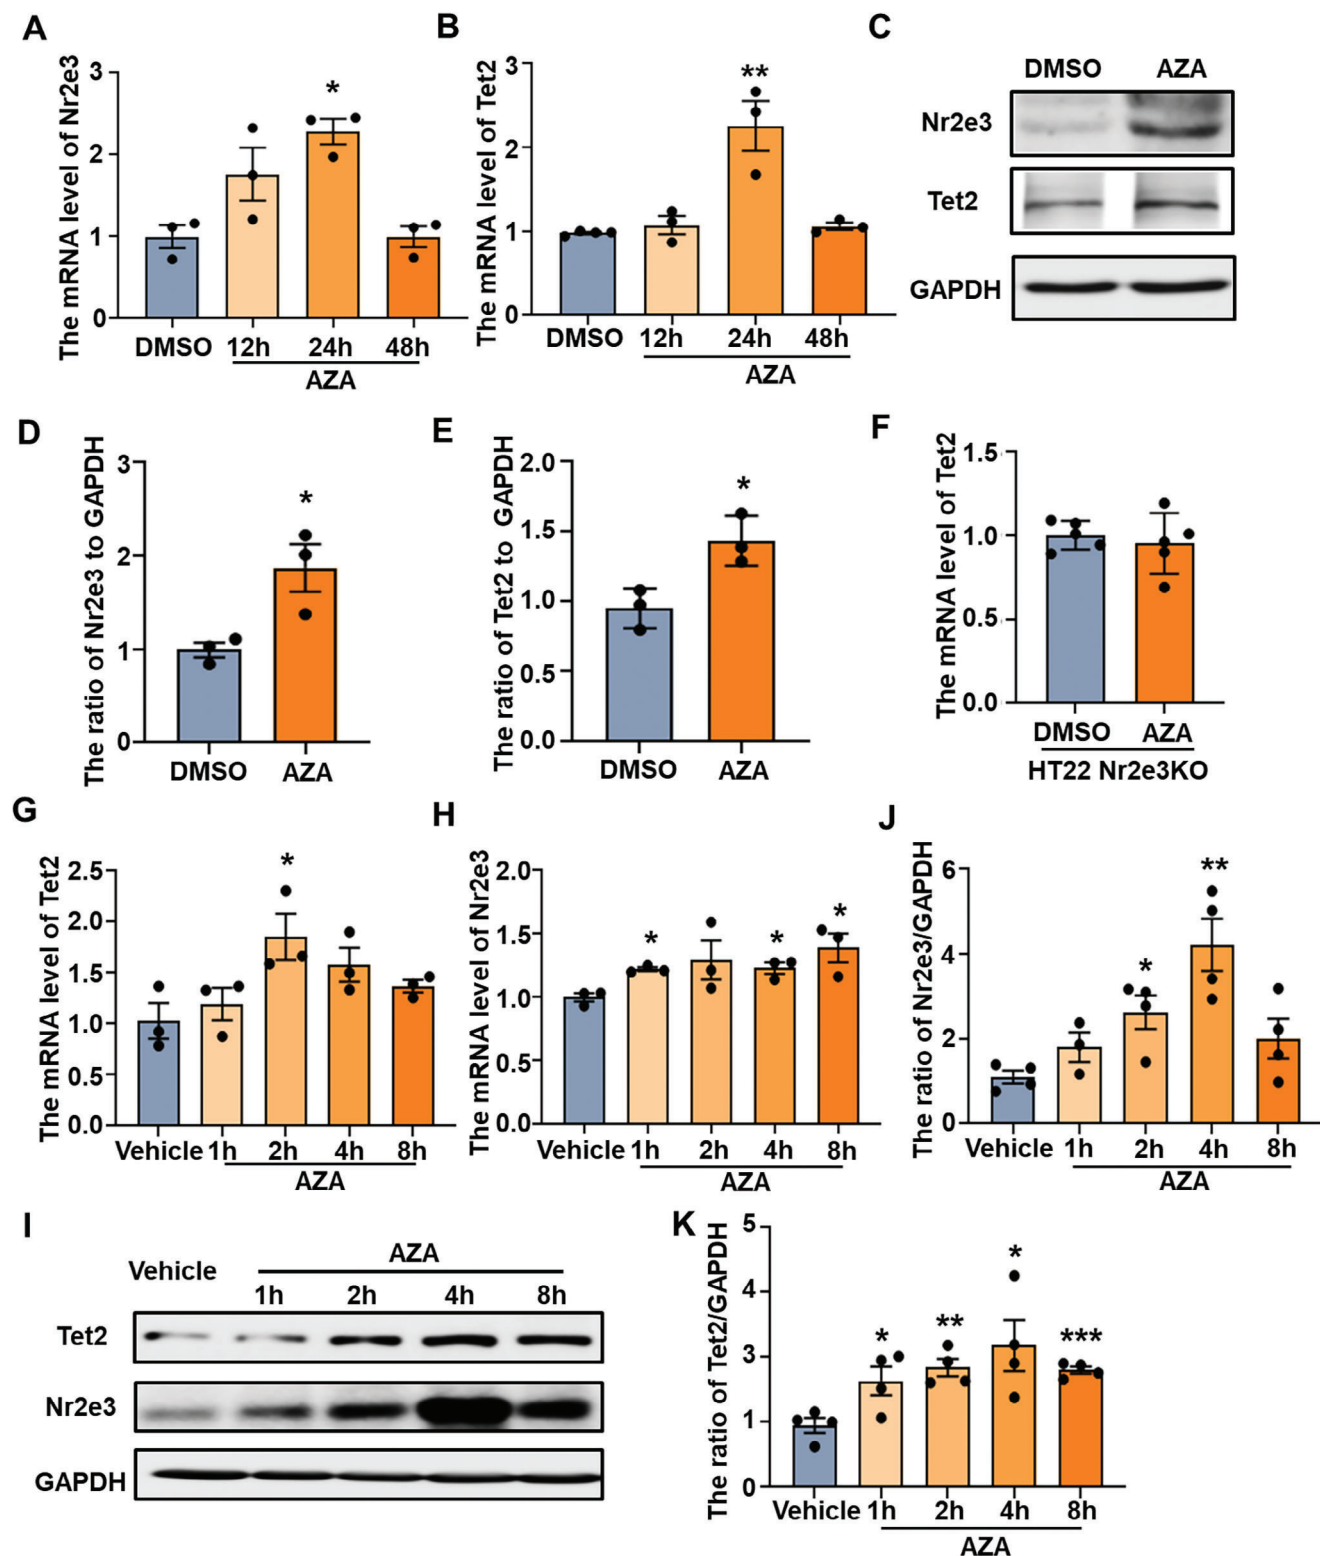 A
The mRNA level of Nr2e3
3
2
1
0
*
DMSO 12h 24h 48h
AZA
B
The mRNA level of Tet2
3
2
1
0
**
DMSO 12h 24h 48h
AZA
C
DMSO AZA
Nr2e3
Tet2
GAPDH
D
The ratio of Nr2e3 to GAPDH
3
2
1
0
*
DMSO AZA
E
The ratio of Tet2 to GAPDH
2.0
1.5
1.0
0.5
0.0
*
DMSO AZA
F
The mRNA level of Tet2
1.5
1.0
0.5
0.0
DMSO AZA
HT22 Nr2e3KO
G
The mRNA level of Tet2
2.5
2.0
1.5
1.0
0.5
0.0
*
Vehicle 1h 2h 4h 8h
AZA
H
The mRNA level of Nr2e3
2.0
1.5
1.0
0.5
0.0
* * *
Vehicle 1h 2h 4h 8h
AZA
J
The ratio of Nr2e3/GAPDH
6
4
2
0
* **
Vehicle 1h 2h 4h 8h
AZA
I
Vehicle AZA
1h 2h 4h 8h
Tet2
Nr2e3
GAPDH
K
The ratio of Tet2/GAPDH
5
4
3
1
0
* ** * ***
Vehicle 1h 2h 4h 8h
AZA